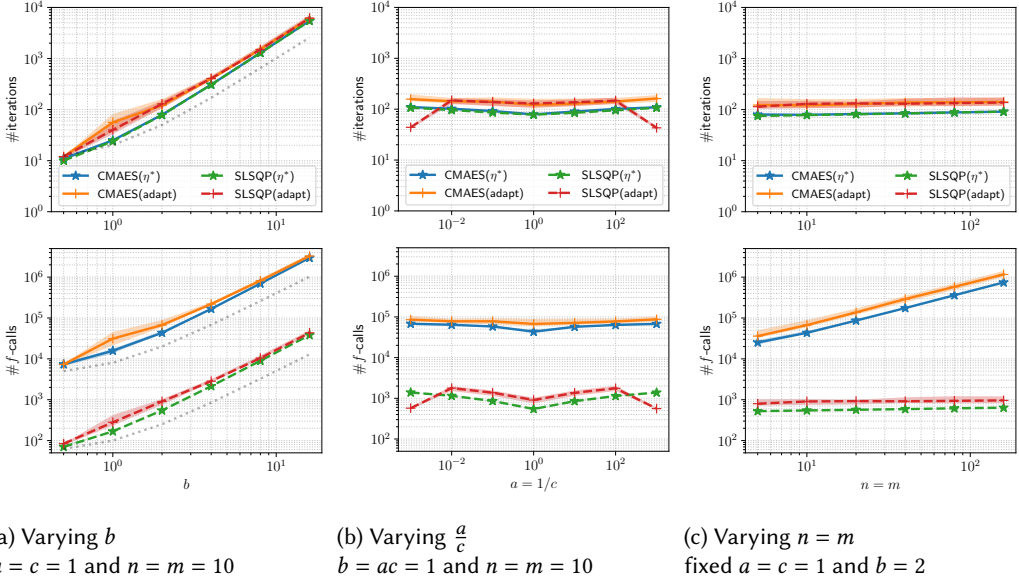 10⁴
10³
10²
10¹
10⁰
#iterations
CMAES(η*)
CMAES(adapt)
SLSQP(η*)
SLSQP(adapt)
10⁰
10¹
10⁴
10³
10²
10¹
10⁰
#iterations
CMAES(η*)
CMAES(adapt)
SLSQP(η*)
SLSQP(adapt)
10⁻²
10⁰
10²
10⁴
10³
10²
10¹
10⁰
#iterations
CMAES(η*)
CMAES(adapt)
SLSQP(η*)
SLSQP(adapt)
10¹
10²
10⁶
10⁵
10⁴
10³
10²
#f-calls
10⁰
10¹
b
10⁶
10⁵
10⁴
10³
10²
#f-calls
10⁻²
10⁰
10²
a = 1/c
10⁶
10⁵
10⁴
10³
10²
#f-calls
10¹
10²
n = m
a) Varying b
= c = 1 and n = m = 10
(b) Varying a/c
b = ac = 1 and n = m = 10
(c) Varying n = m
fixed a = c = 1 and b = 2